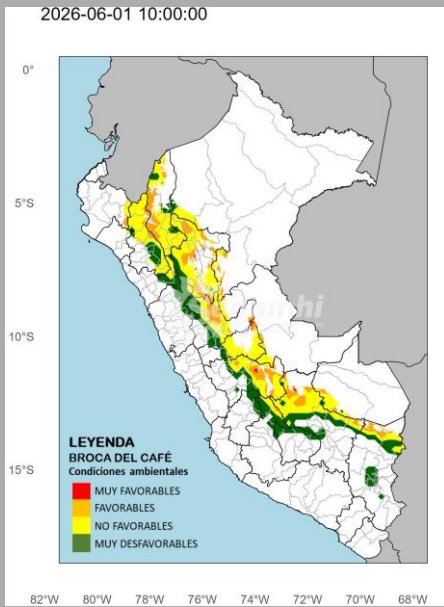 2026-06-01 10:00:00
0°
5°S
10°S
15°S
senamhi
LEYENDA
BROCA DEL CAFÉ
Condiciones ambientales
MUY FAVORABLES
FAVORABLES
NO FAVORABLES
MUY DESFAVORABLES
82°W 80°W 78°W 76°W 74°W 72°W 70°W 68°W